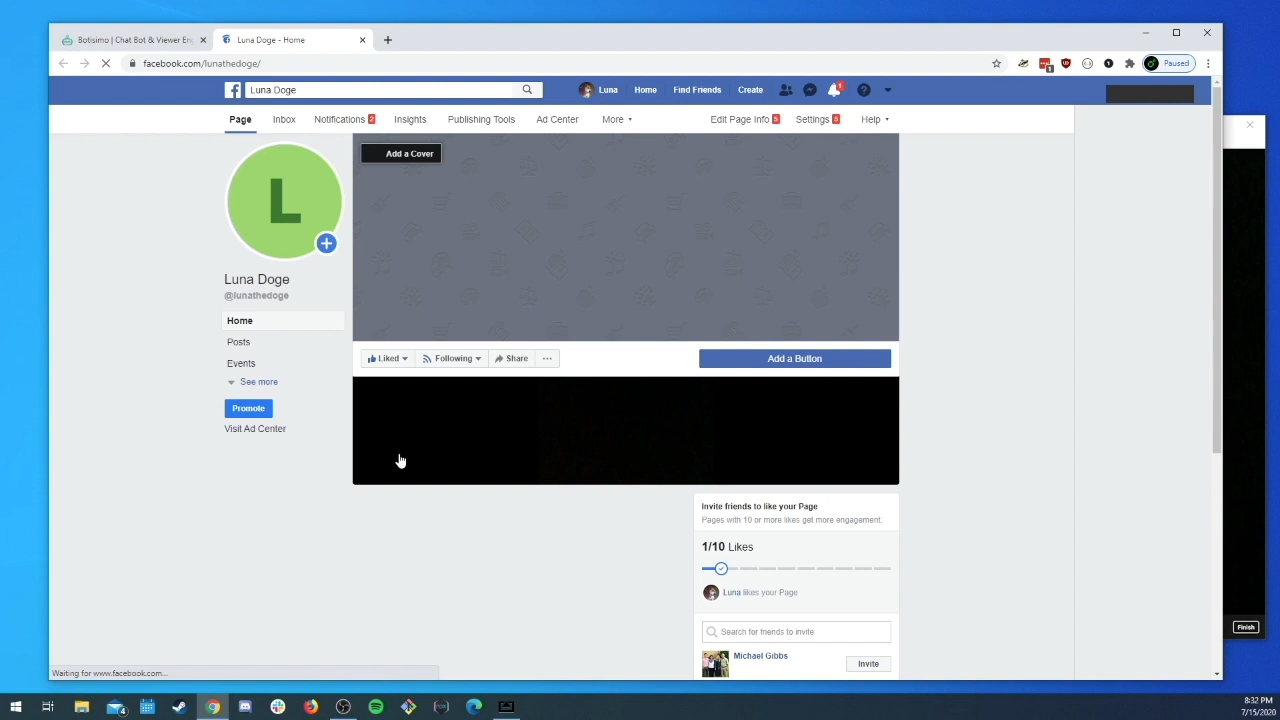 Botisimo | Chat Bot & Viewer En
Luna Doge - Home
facebook.com/lunathedoge/
Paused
Luna Doge
Luna
Home
Find Friends
Create
1
Page
Inbox
Notifications 2
Insights
Publishing Tools
Ad Center
More
Edit Page Info 5
Settings 5
Help
Add a Cover
L
Luna Doge
@lunathedoge
Home
Posts
Events
See more
Promote
Visit Ad Center
Liked
Following
Share
Add a Button
Invite friends to like your Page
Pages with 10 or more likes get more engagement.
1/10 Likes
Luna likes your Page
Search for friends to invite
Michael Gibbs
Invite
Finish
Waiting for www.facebook.com...
4
8:32 PM
7/15/2020